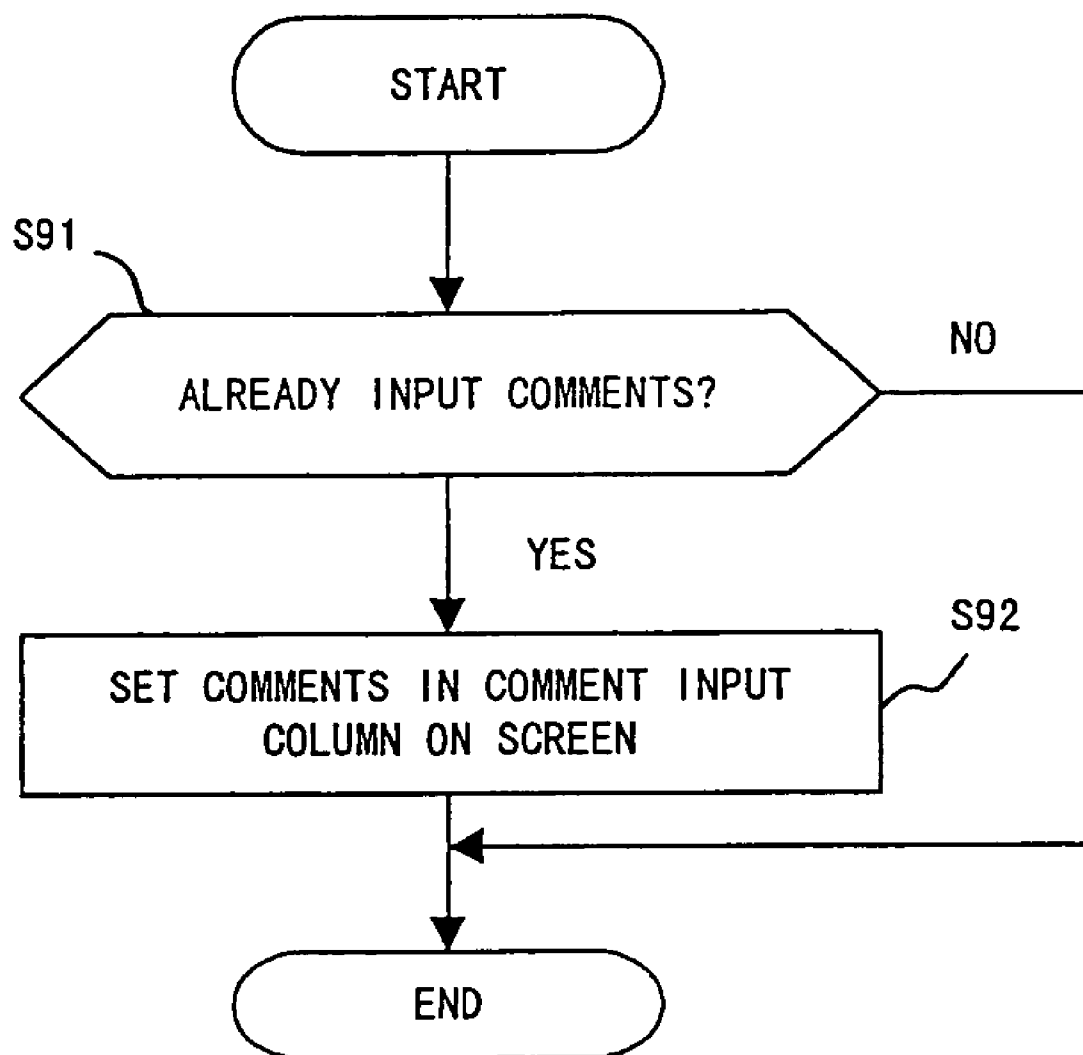 START
S91
NO
ALREADY INPUT COMMENTS?
YES
S92
SET COMMENTS IN COMMENT INPUT
COLUMN ON SCREEN
END